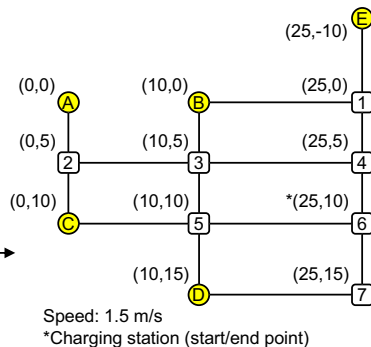 E
(25,-10)
(0,0) (10,0) (25,0)
A B 1
(0,5) (10,5) (25,5)
2 3 4
(0,10) (10,10) *(25,10)
C 5 6
(10,15) (25,15)
D 7
Speed: 1.5 m/s
*Charging station (start/end point)